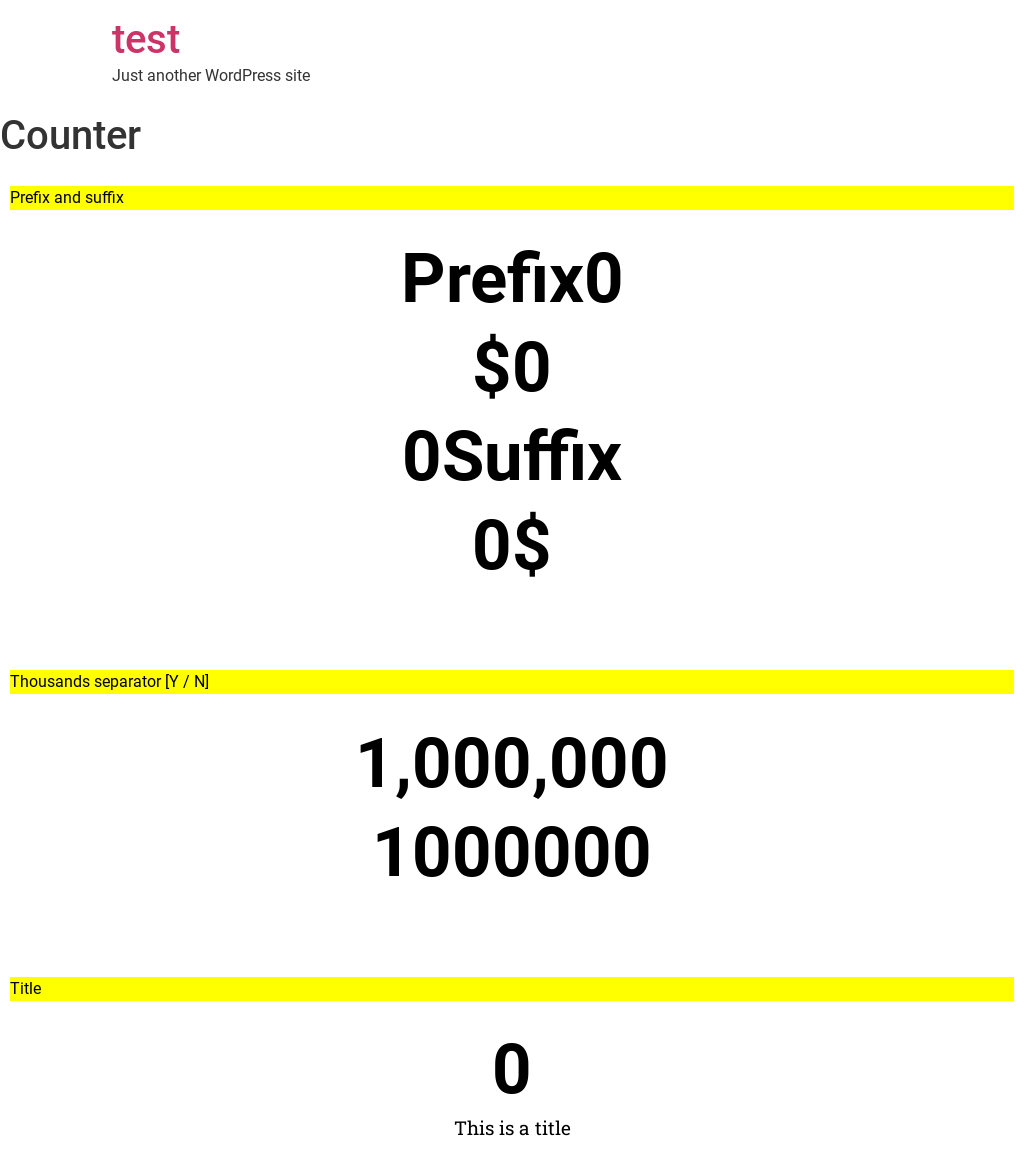 test
Just another WordPress site
Counter
Prefix and suffix
Prefix0
$0
0Suffix
0$
Thousands separator [Y / N]
1,000,000
1000000
Title
0
This is a title